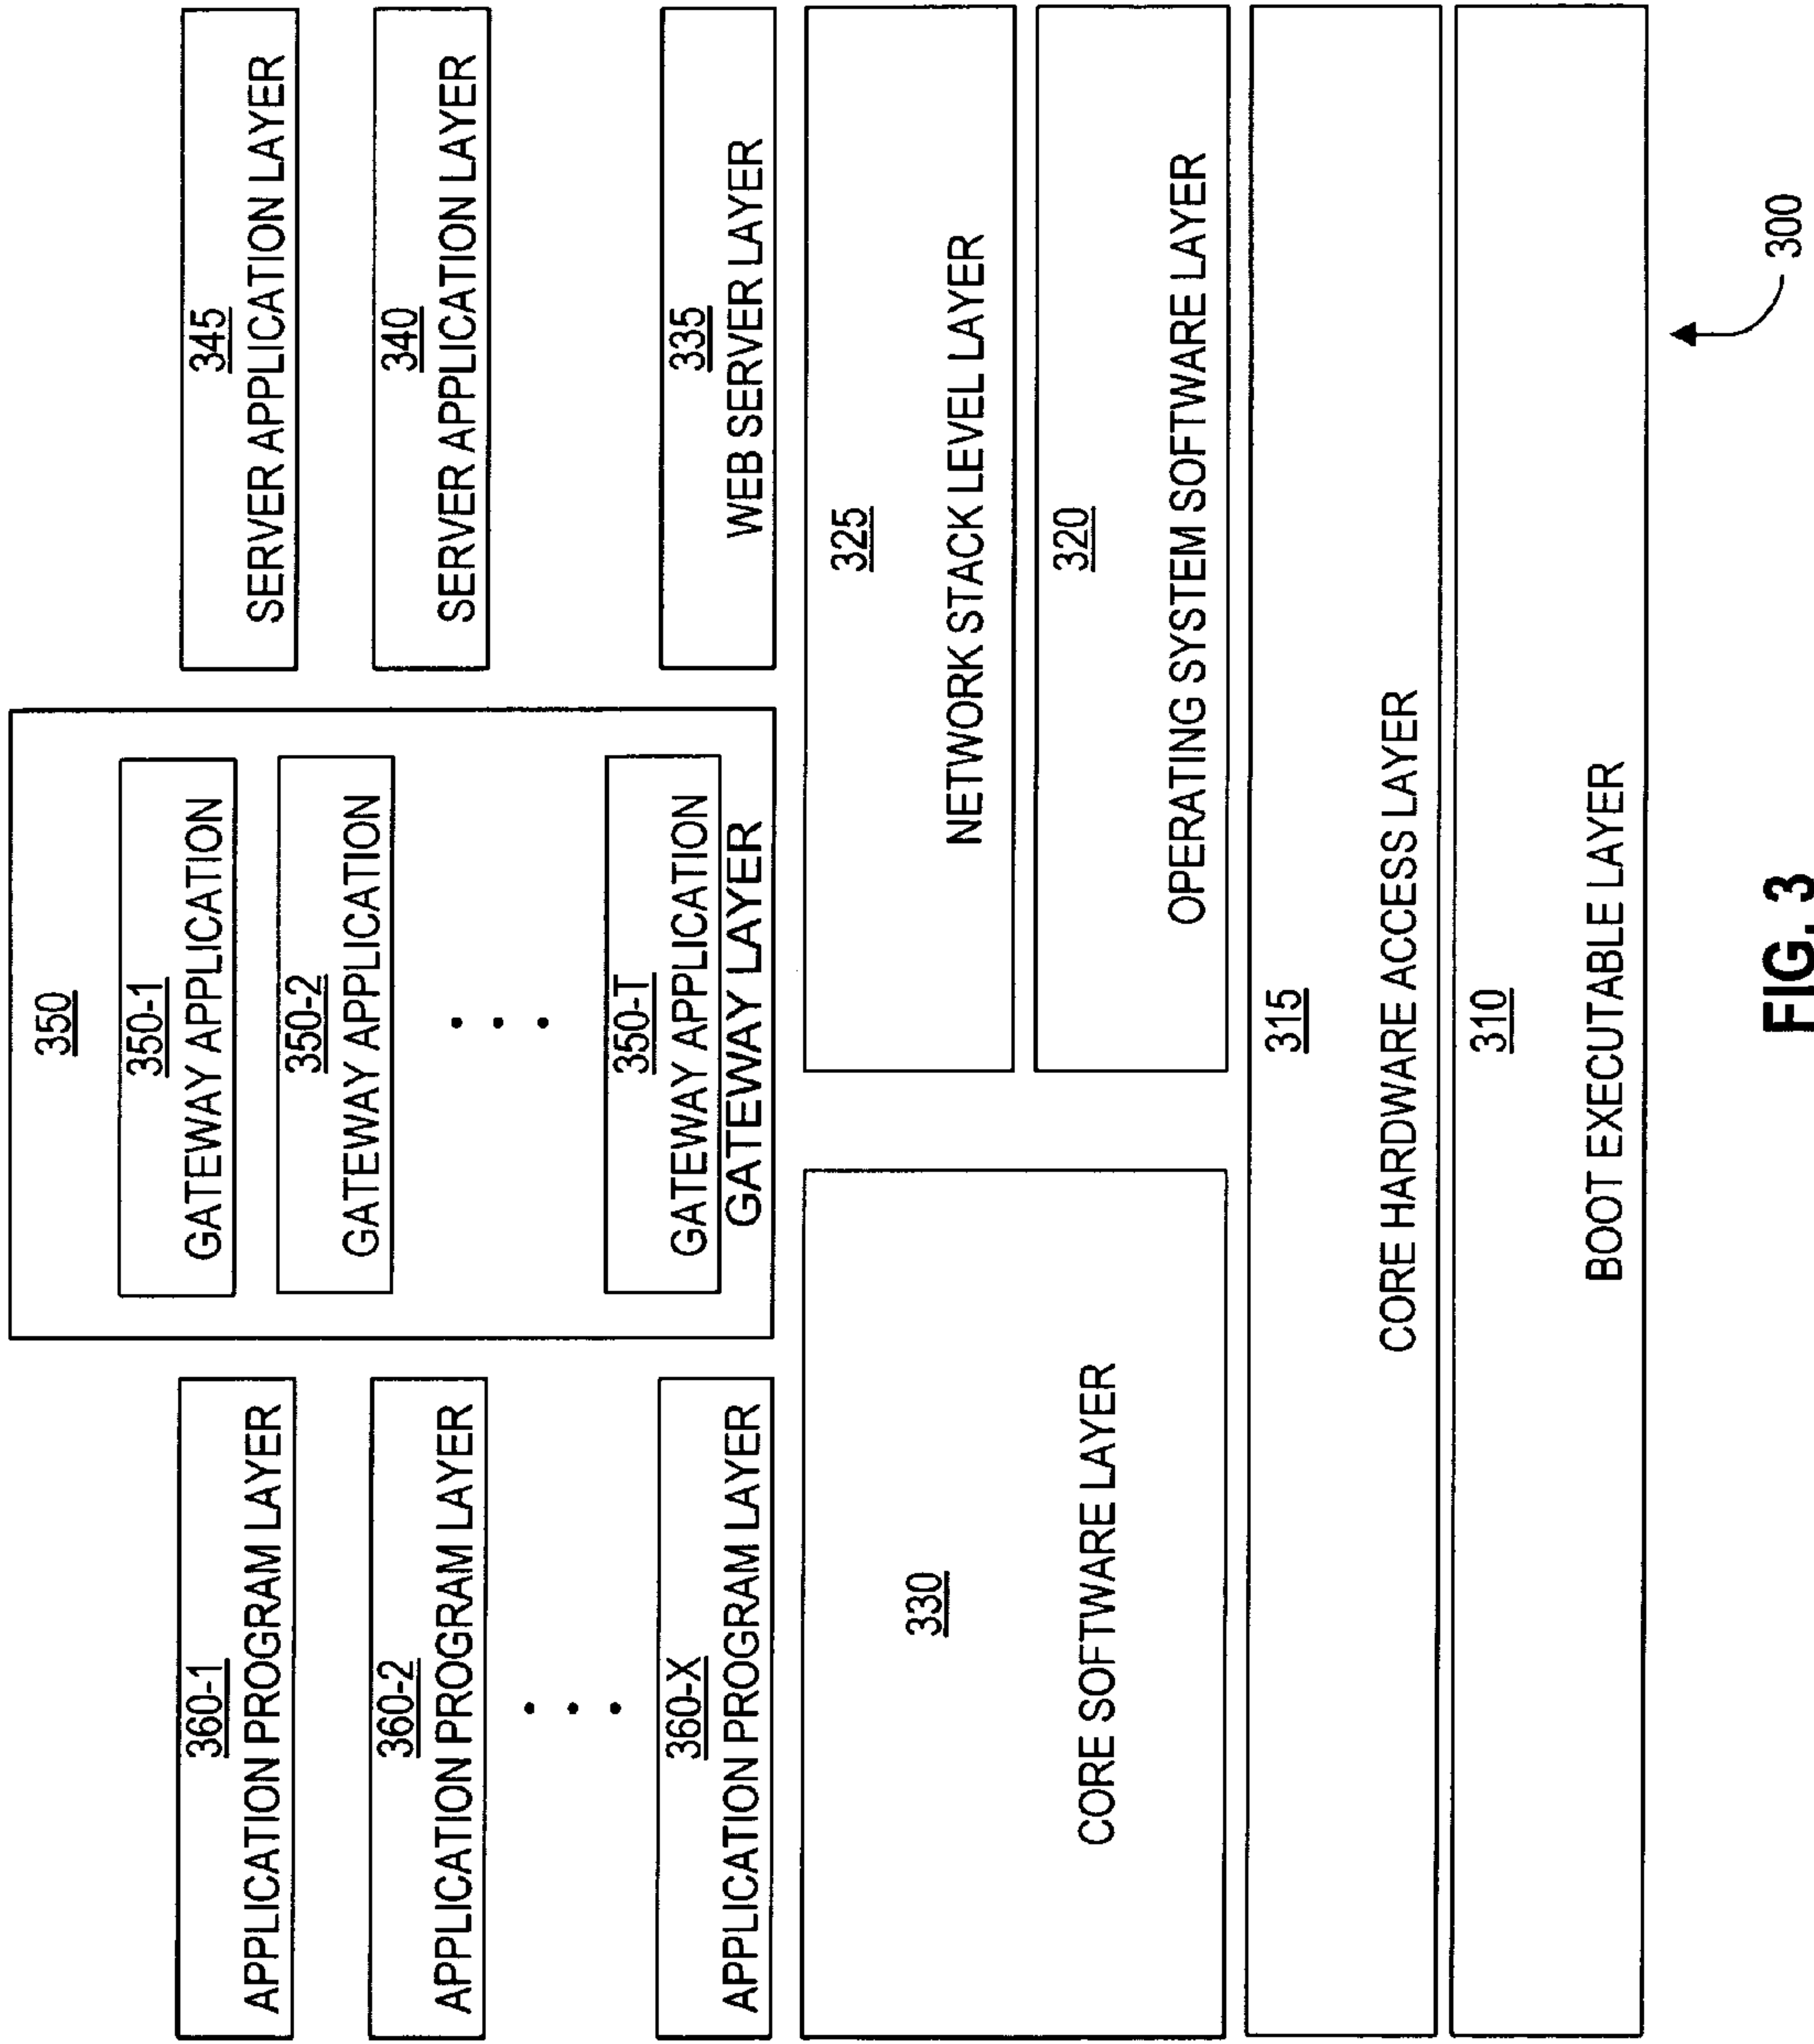 360-1
APPLICATION PROGRAM LAYER
360-2
APPLICATION PROGRAM LAYER
360-X
APPLICATION PROGRAM LAYER
350
350-1
GATEWAY APPLICATION
350-2
GATEWAY APPLICATION
350-T
GATEWAY APPLICATION
GATEWAY LAYER
345
SERVER APPLICATION LAYER
340
SERVER APPLICATION LAYER
335
WEB SERVER LAYER
330
CORE SOFTWARE LAYER
325
NETWORK STACK LEVEL LAYER
320
OPERATING SYSTEM SOFTWARE LAYER
315
CORE HARDWARE ACCESS LAYER
310
BOOT EXECUTABLE LAYER
300
FIG. 3